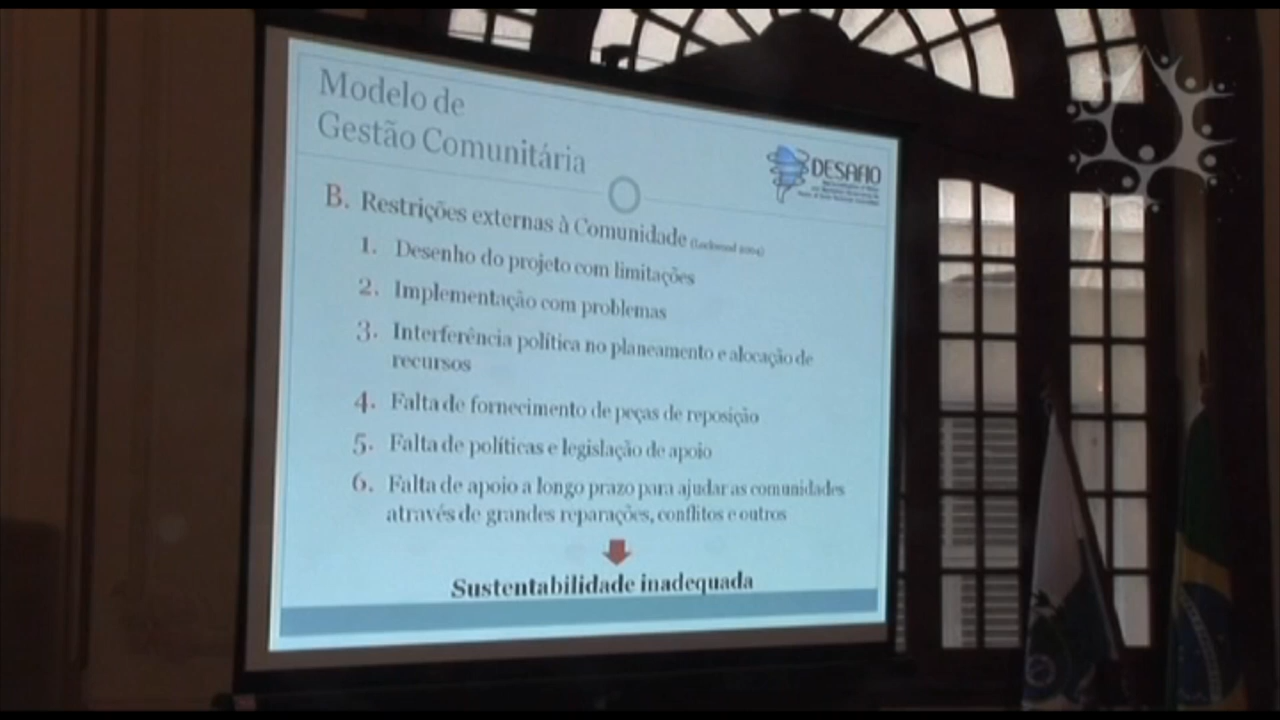 Modelo de
Gestão Comunitária
DESAFIO
B. Restrições externas à Comunidade (Lockwood 2004)
1. Desenho do projeto com limitações
2. Implementação com problemas
3. Interferência política no planeamento e alocação de
recursos
4. Falta de fornecimento de peças de reposição
5. Falta de políticas e legislação de apoio
6. Falta de apoio a longo prazo para ajudar as comunidades
através de grandes reparações, conflitos e outros
Sustentabilidade inadequada